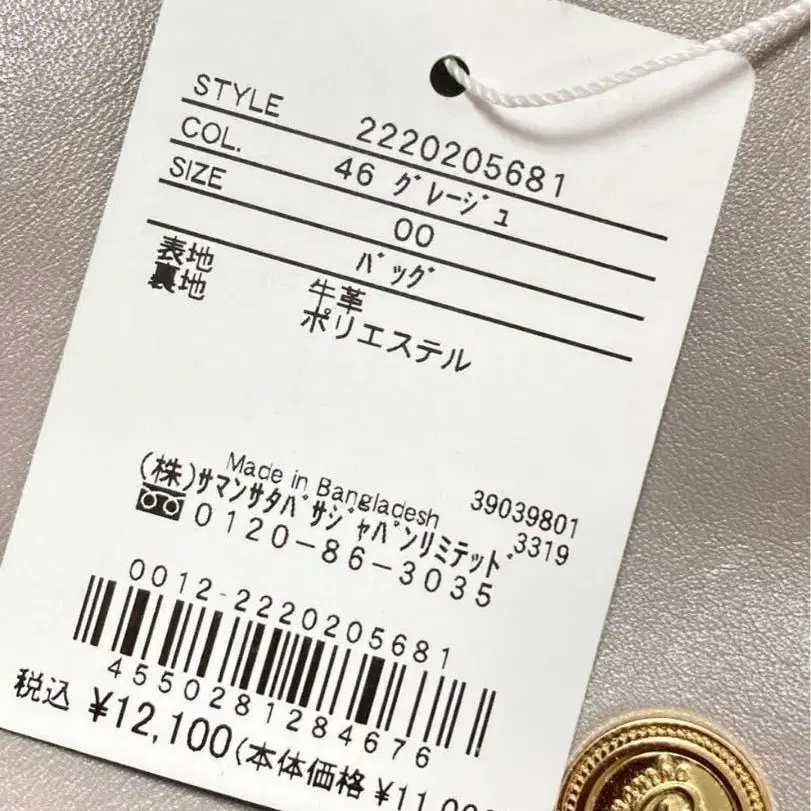 STYLE 2220205681
COL. 46 ｸﾞﾚｰｼﾞｭ
SIZE 00
ﾊﾞｯｸﾞ
表地 牛革
裏地 ポリエステル
Made in Bangladesh 39039801
(株)ｻﾏﾝｻﾀﾊﾞｻｼﾞｬﾊﾟﾝﾘﾐﾃｯﾄﾞ 3319
0120-86-3035
0012-2220205681
4550281284676
税込 ¥12,100(本体価格 ¥11,00